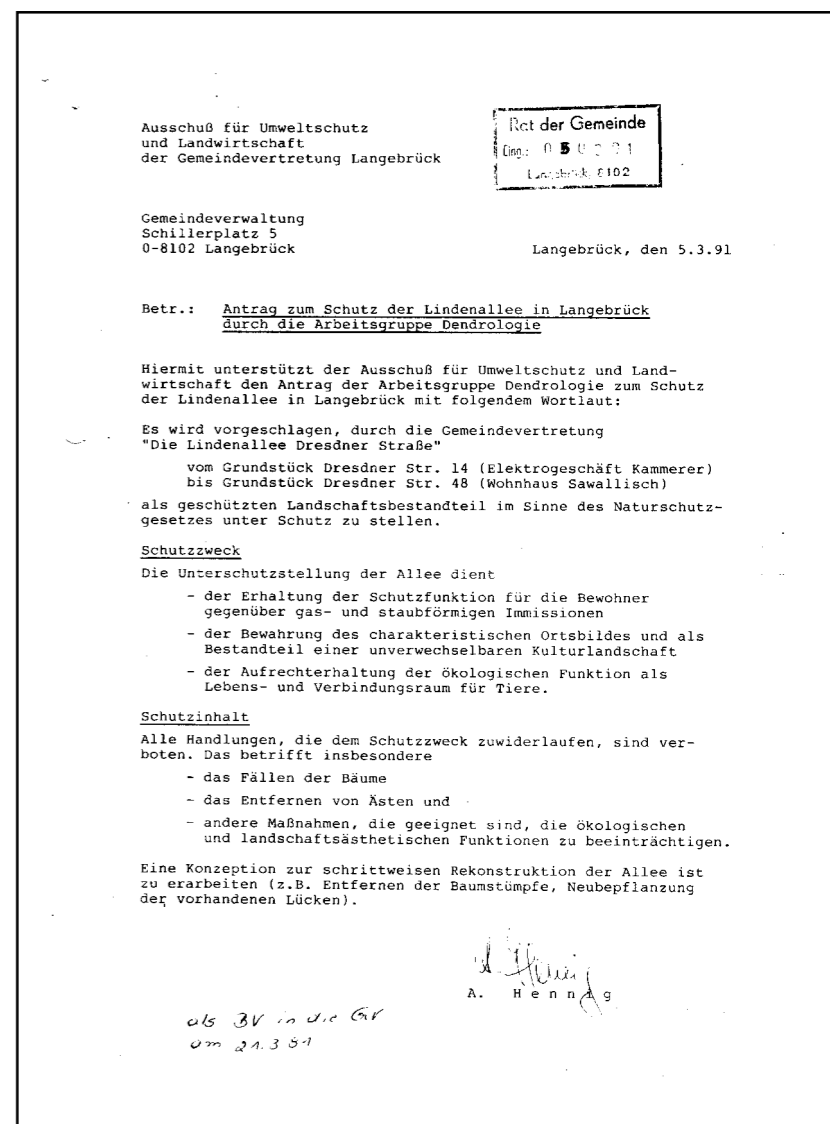 Ausschuß für Umweltschutz
und Landwirtschaft
der Gemeindevertretung Langebrück
Rat der Gemeinde
Eing.:
Langebrück, 8102
Gemeindeverwaltung
Schillerplatz 5
0-8102 Langebrück
Langebrück, den 5.3.91
Betr.: Antrag zum Schutz der Lindenallee in Langebrück
durch die Arbeitsgruppe Dendrologie
Hiermit unterstützt der Ausschuß für Umweltschutz und Land-
wirtschaft den Antrag der Arbeitsgruppe Dendrologie zum Schutz
der Lindenallee in Langebrück mit folgendem Wortlaut:
Es wird vorgeschlagen, durch die Gemeindevertretung
"Die Lindenallee Dresdner Straße"
vom Grundstück Dresdner Str. 14 (Elektrogeschäft Kammerer)
bis Grundstück Dresdner Str. 48 (Wohnhaus Sawallisch)
als geschützten Landschaftsbestandteil im Sinne des Naturschutz-
gesetzes unter Schutz zu stellen.
Schutzzweck
Die Unterschutzstellung der Allee dient
- der Erhaltung der Schutzfunktion für die Bewohner
gegenüber gas- und staubförmigen Immissionen
- der Bewahrung des charakteristischen Ortsbildes und als
Bestandteil einer unverwechselbaren Kulturlandschaft
- der Aufrechterhaltung der ökologischen Funktion als
Lebens- und Verbindungsraum für Tiere.
Schutzinhalt
Alle Handlungen, die dem Schutzzweck zuwiderlaufen, sind ver-
boten. Das betrifft insbesondere
- das Fällen der Bäume
- das Entfernen von Ästen und
- andere Maßnahmen, die geeignet sind, die ökologischen
und landschaftsästhetischen Funktionen zu beeinträchtigen.
Eine Konzeption zur schrittweisen Rekonstruktion der Allee ist
zu erarbeiten (z.B. Entfernen der Baumstümpfe, Neubepflanzung
der vorhandenen Lücken).
A. Hennig
A. Hennig
als BV in die GV
am 21.3.91